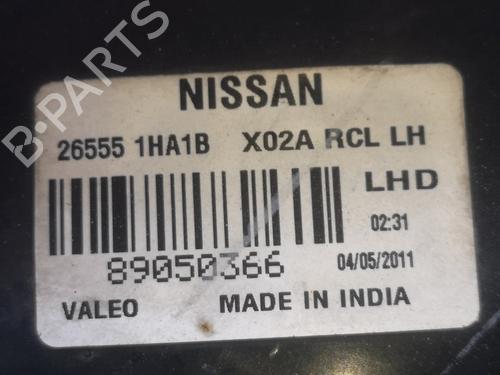 NISSAN
26555 1HA1B X02A RCL LH
LHD
02:31
89050366 04/05/2011
VALEO MADE IN INDIA
B-PARTS